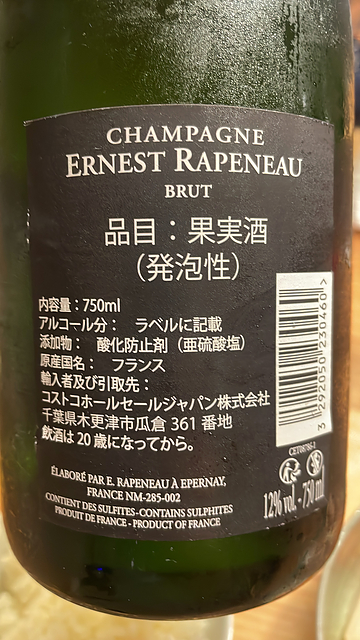 CHAMPAGNE
ERNEST RAPENEAU
BRUT
品目：果実酒
（発泡性）
内容量：750ml
アルコール分： ラベルに記載
添加物： 酸化防止剤（亜硫酸塩）
原産国名： フランス
輸入者及び引取先：
コストコホールセールジャパン株式会社
千葉県木更津市瓜倉 361 番地
飲酒は 20 歳になってから。
ÉLABORÉ PAR E. RAPENEAU À EPERNAY,
FRANCE NM-285-002
CONTIENT DES SULFITES-CONTAINS SULPHITES
PRODUIT DE FRANCE - PRODUCT OF FRANCE
3 292050 230460 >
12% vol. - 750 ml